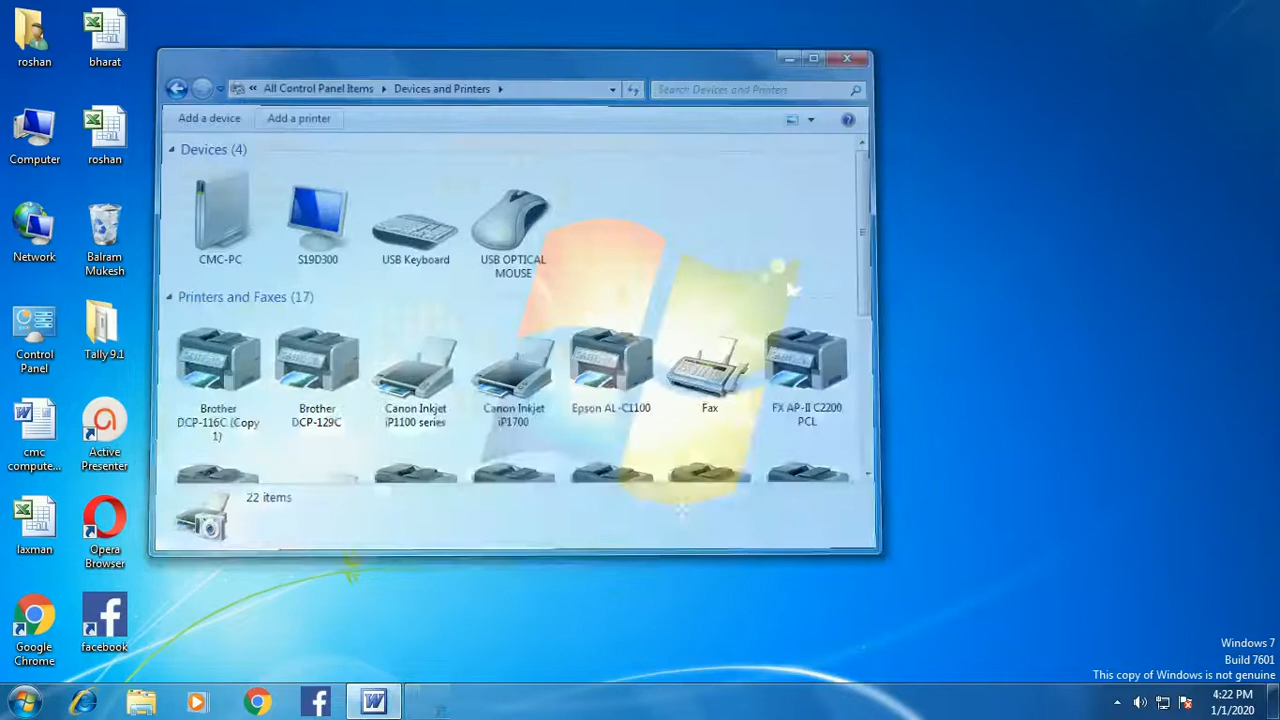 roshan
bharat
Computer
roshan
Network
Balram
Mukesh
Control
Panel
Tally 9.1
cmc
compute...
Active
Presenter
laxman
Opera
Browser
Google
Chrome
facebook
All Control Panel Items
Devices and Printers
Search Devices and Printers
Add a device
Add a printer
Devices (4)
CMC-PC
S19D300
USB Keyboard
USB OPTICAL
MOUSE
Printers and Faxes (17)
Brother
DCP-116C (Copy
1)
Brother
DCP-129C
Canon Inkjet
iP1100 series
Canon Inkjet
iP1700
Epson AL-C1100
Fax
FX AP-II C2200
PCL
22 items
Windows 7
Build 7601
This copy of Windows is not genuine
4:22 PM
1/1/2020